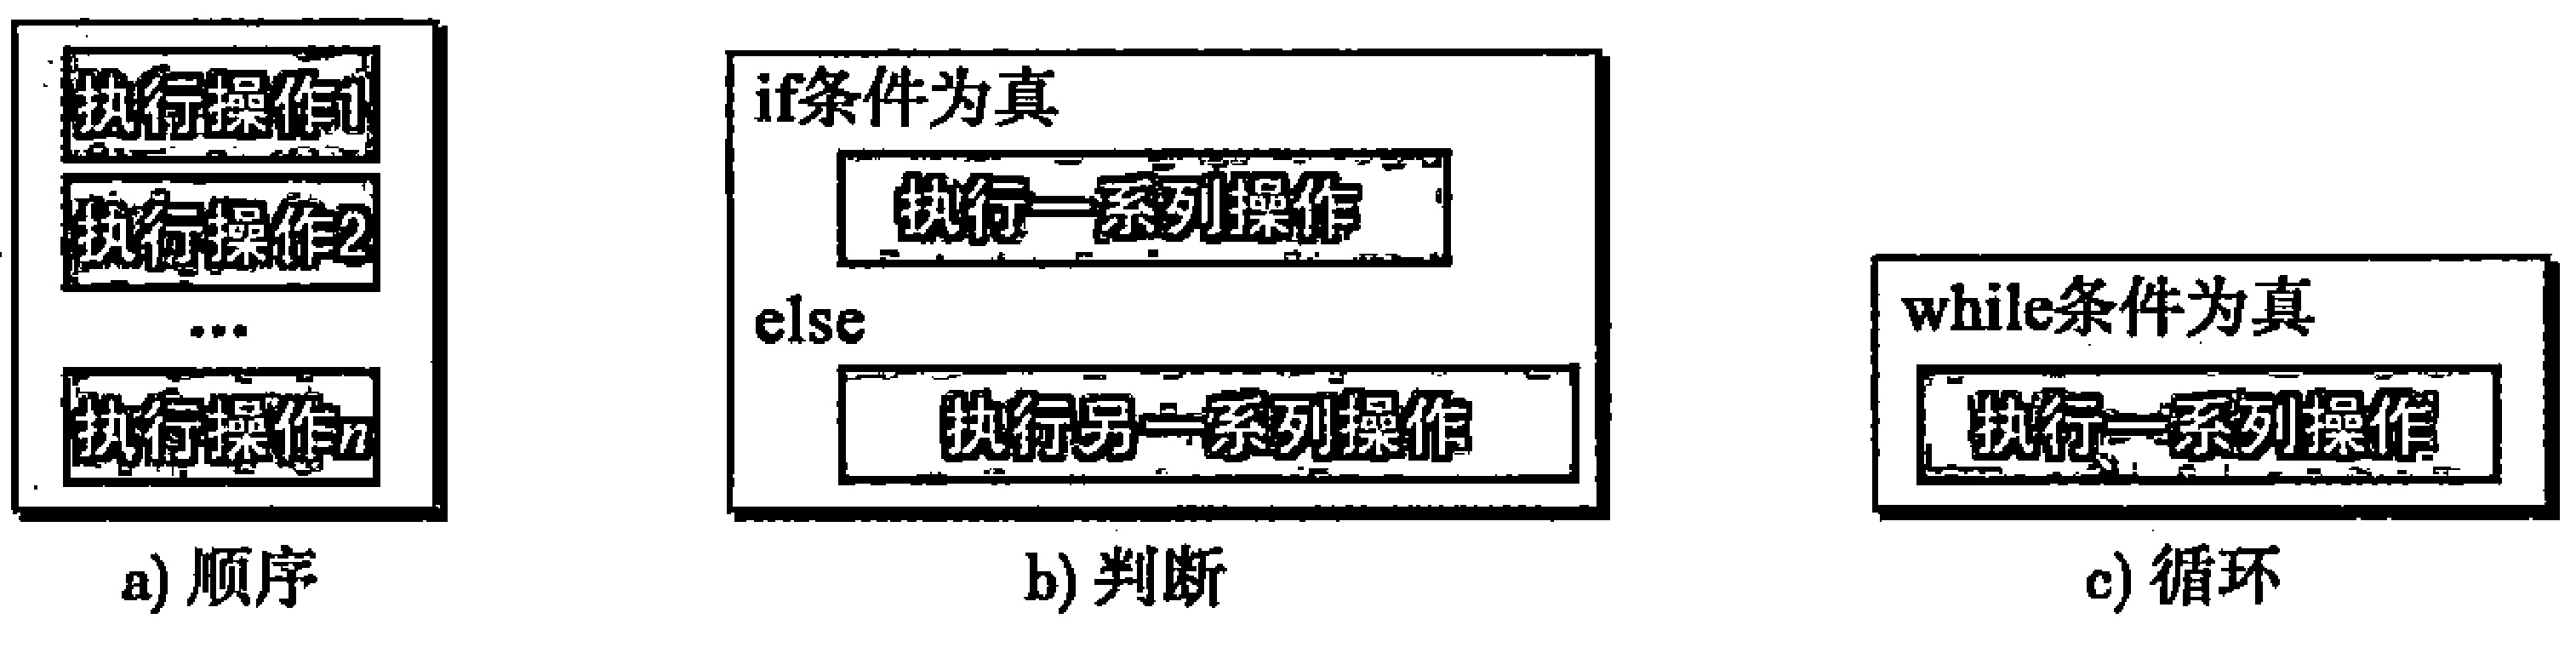 执行操作1
执行操作2
...
执行操作n
a) 顺序
if条件为真
执行一系列操作
else
执行另一系列操作
b) 判断
while条件为真
执行一系列操作
c) 循环